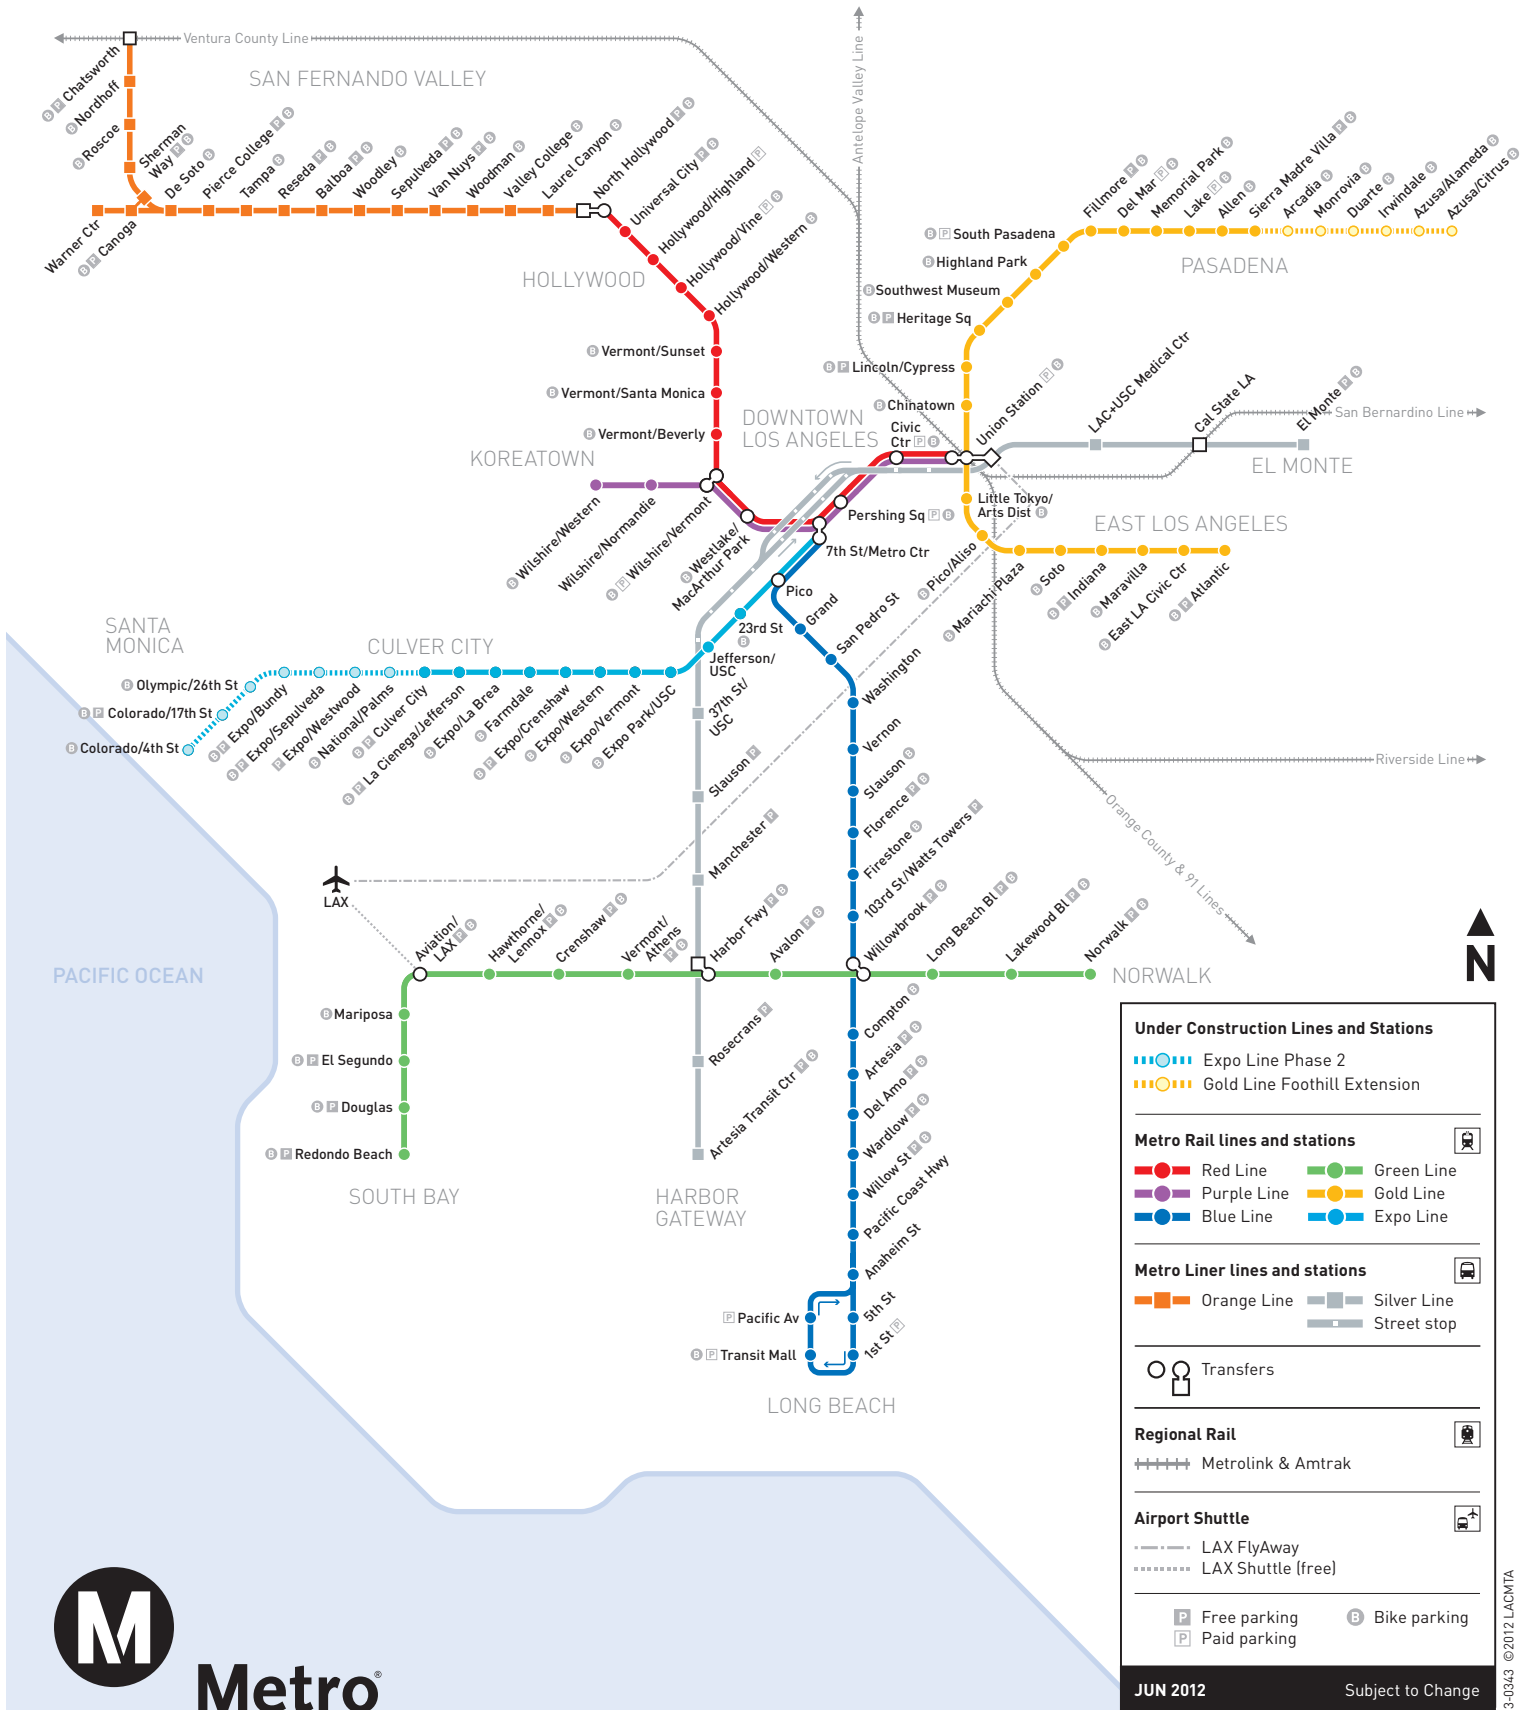 Ventura County Line
Antelope Valley Line
SAN FERNANDO VALLEY
B P Chatsworth
B Nordhoff
B Roscoe
Sherman
Way P B
Warner Ctr
B P Canoga
De Soto B
Pierce College P B
Tampa B
Reseda P B
Balboa P B
Woodley B
Sepulveda P B
Van Nuys P B
Woodman B
Valley College B
Laurel Canyon B
North Hollywood P B
Universal City P B
Hollywood/Highland P
Hollywood/Vine P B
Hollywood/Western B
HOLLYWOOD
B Vermont/Sunset
B Vermont/Santa Monica
B Vermont/Beverly
KOREATOWN
B Wilshire/Western
Wilshire/Normandie
B P Wilshire/Vermont
B Westlake/
MacArthur Park
DOWNTOWN
LOS ANGELES
Civic
Ctr P B
Pershing Sq P B
7th St/Metro Ctr
Union Station P B
Fillmore P B
Del Mar P B
Memorial Park B
Lake P B
Allen B
Sierra Madre Villa P B
Arcadia B
Monrovia B
Duarte B
Irwindale B
Azusa/Alameda B
Azusa/Citrus B
PASADENA
B P South Pasadena
B Highland Park
B Southwest Museum
B P Heritage Sq
B P Lincoln/Cypress
B Chinatown
LAC+USC Medical Ctr
Cal State LA
El Monte P B
San Bernardino Line
EL MONTE
Little Tokyo/
Arts Dist B
EAST LOS ANGELES
B Pico/Aliso
B Mariachi Plaza
B Soto
B P Indiana
B Maravilla
B East LA Civic Ctr
B P Atlantic
SANTA
MONICA
CULVER CITY
B Olympic/26th St
B P Colorado/17th St
B Colorado/4th St
B P Expo/Bundy
B P Expo/Sepulveda
P Expo/Westwood
B National/Palms
B P Culver City
B P La Cienega/Jefferson
B Expo/La Brea
B Farmdale
B P Expo/Crenshaw
B Expo/Western
B Expo/Vermont
B Expo Park/USC
Jefferson/
USC
23rd St
B
Pico
Grand
San Pedro St
Washington
Vernon
Slauson B
Florence P B
Firestone B
103rd St/Watts Towers P
Willowbrook P B
37th St/
USC
Slauson P
Manchester P
Harbor Fwy P B
Riverside Line
Orange County & 91 Lines
LAX
Aviation/
LAX P B
Hawthorne/
Lennox P B
Crenshaw P B
Vermont/
Athens
P B
Avalon P B
Long Beach Bl P B
Lakewood Bl P B
Norwalk P B
NORWALK
PACIFIC OCEAN
B Mariposa
B P El Segundo
B P Douglas
B P Redondo Beach
SOUTH BAY
Rosecrans P
Artesia Transit Ctr P B
HARBOR
GATEWAY
Compton B
Artesia P B
Del Amo P B
Wardlow P B
Willow St P B
Pacific Coast Hwy
Anaheim St
5th St
1st St P
P Pacific Av
B P Transit Mall
LONG BEACH
N
Under Construction Lines and Stations
Expo Line Phase 2
Gold Line Foothill Extension
Metro Rail lines and stations
Red Line
Green Line
Purple Line
Gold Line
Blue Line
Expo Line
Metro Liner lines and stations
Orange Line
Silver Line
Street stop
Transfers
Regional Rail
Metrolink & Amtrak
Airport Shuttle
LAX FlyAway
LAX Shuttle (free)
P Free parking
B Bike parking
P Paid parking
JUN 2012
Subject to Change
3-0343 ©2012 LACMTA
M
Metro®